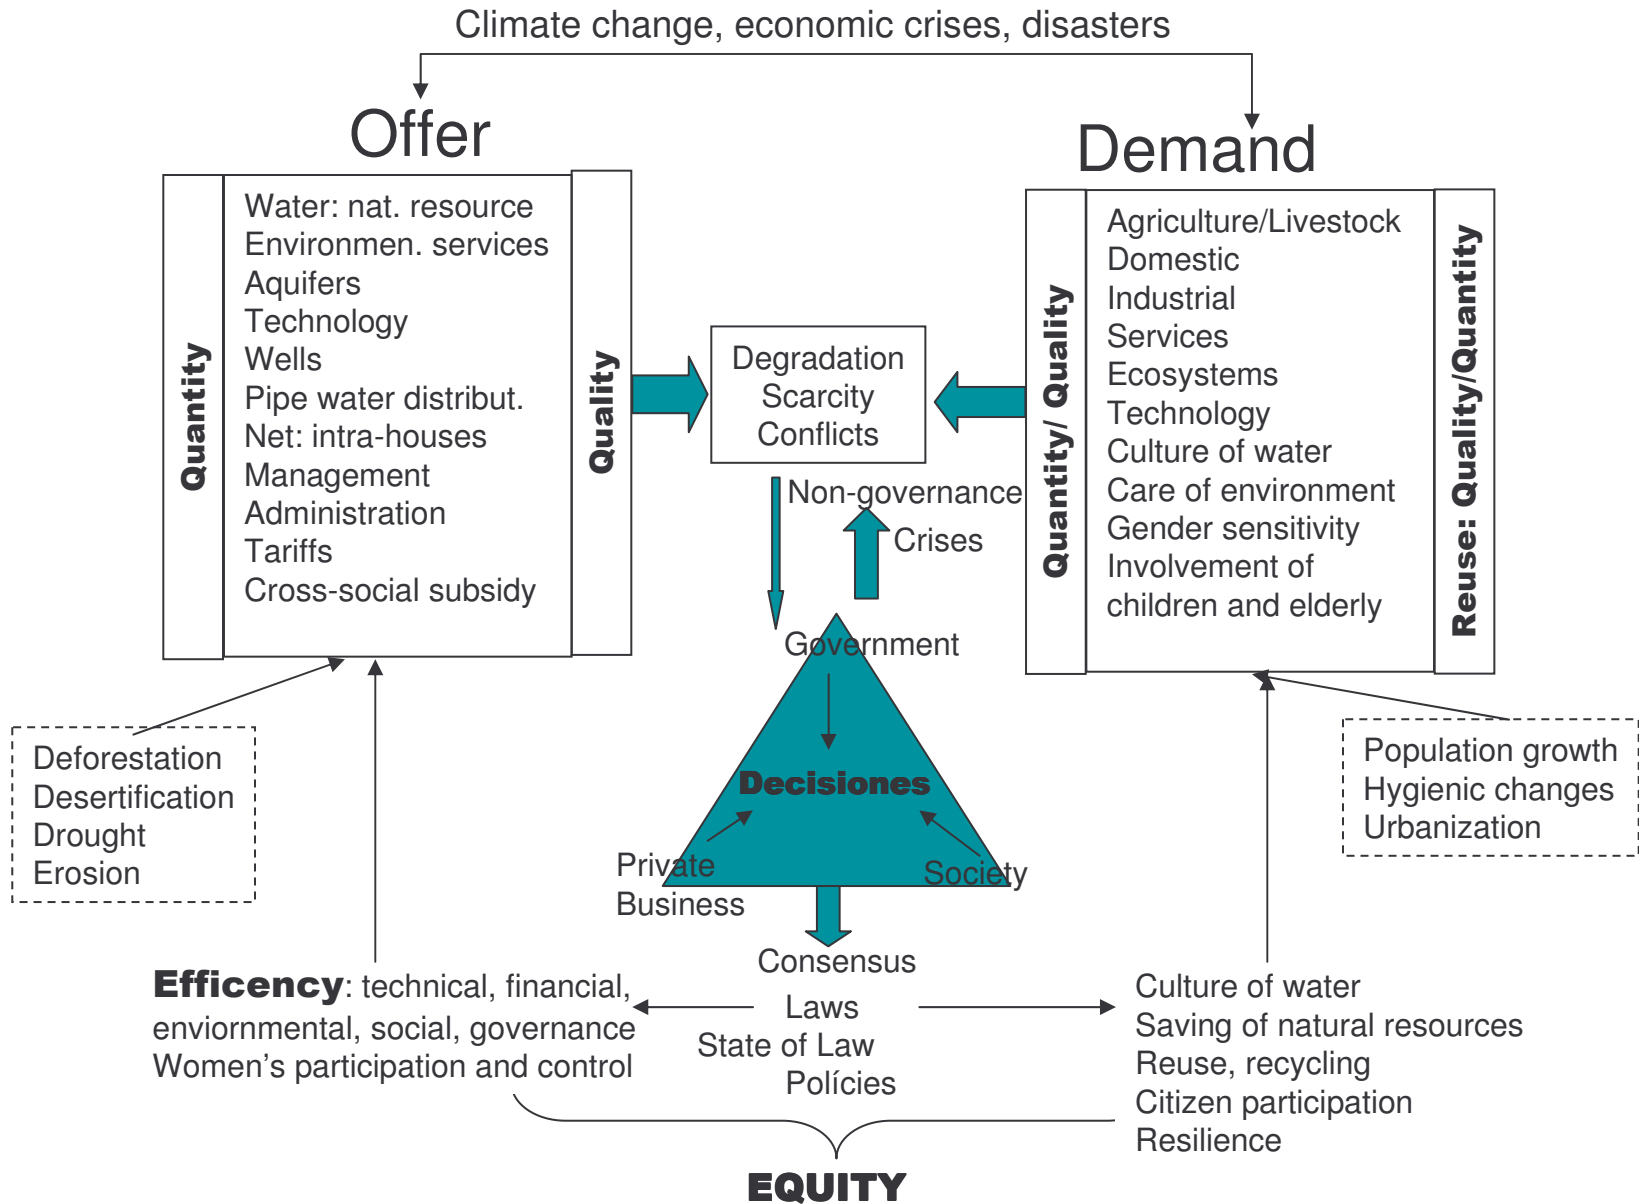 Climate change, economic crises, disasters
Offer
Demand
Quantity
Water: nat. resource
Environmen. services
Aquifers
Technology
Wells
Pipe water distribut.
Net: intra-houses
Management
Administration
Tariffs
Cross-social subsidy
Quality
Degradation
Scarcity
Conflicts
Non-governance
Crises
Quantity/ Quality
Agriculture/Livestock
Domestic
Industrial
Services
Ecosystems
Technology
Culture of water
Care of environment
Gender sensitivity
Involvement of
children and elderly
Reuse: Quality/Quantity
Deforestation
Desertification
Drought
Erosion
Government
Decisiones
Private
Business
Society
Population growth
Hygienic changes
Urbanization
Consensus
Laws
State of Law
Polícies
Efficency: technical, financial,
enviornmental, social, governance
Women’s participation and control
Culture of water
Saving of natural resources
Reuse, recycling
Citizen participation
Resilience
EQUITY